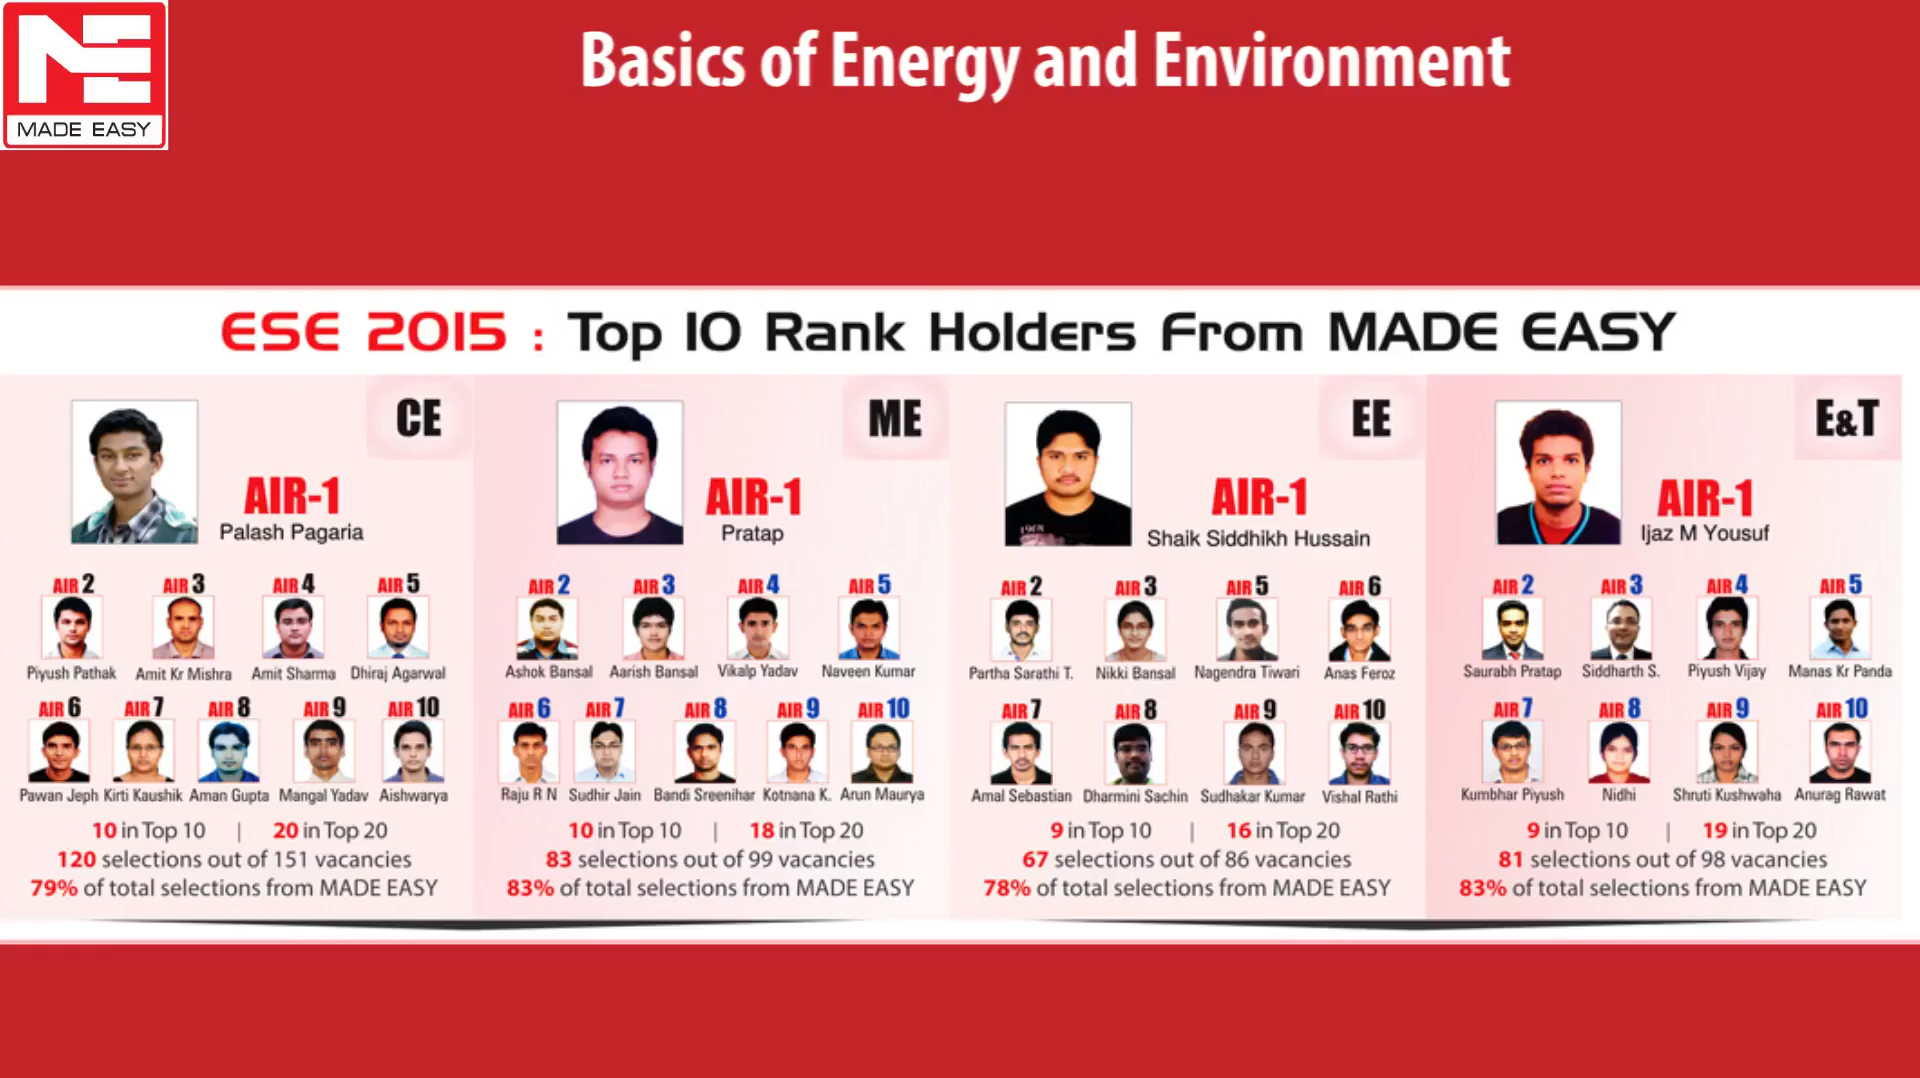 MADE EASY
Basics of Energy and Environment
ESE 2015 : Top 10 Rank Holders From MADE EASY
CE
AIR-1
Palash Pagaria
AIR 2 AIR 3 AIR 4 AIR 5
Piyush Pathak Amit Kr Mishra Amit Sharma Dhiraj Agarwal
AIR 6 AIR 7 AIR 8 AIR 9 AIR 10
Pawan Jeph Kirti Kaushik Aman Gupta Mangal Yadav Aishwarya
10 in Top 10 | 20 in Top 20
120 selections out of 151 vacancies
79% of total selections from MADE EASY
ME
AIR-1
Pratap
AIR 2 AIR 3 AIR 4 AIR 5
Ashok Bansal Aarish Bansal Vikalp Yadav Naveen Kumar
AIR 6 AIR 7 AIR 8 AIR 9 AIR 10
Raju R N Sudhir Jain Bandi Sreenihar Kotnana K. Arun Maurya
10 in Top 10 | 18 in Top 20
83 selections out of 99 vacancies
83% of total selections from MADE EASY
EE
AIR-1
Shaik Siddhikh Hussain
AIR 2 AIR 3 AIR 5 AIR 6
Partha Sarathi T. Nikki Bansal Nagendra Tiwari Anas Feroz
AIR 7 AIR 8 AIR 9 AIR 10
Amal Sebastian Dharmini Sachin Sudhakar Kumar Vishal Rathi
9 in Top 10 | 16 in Top 20
67 selections out of 86 vacancies
78% of total selections from MADE EASY
E&T
AIR-1
Ijaz M Yousuf
AIR 2 AIR 3 AIR 4 AIR 5
Saurabh Pratap Siddharth S. Piyush Vijay Manas Kr Panda
AIR 7 AIR 8 AIR 9 AIR 10
Kumbhar Piyush Nidhi Shruti Kushwaha Anurag Rawat
9 in Top 10 | 19 in Top 20
81 selections out of 98 vacancies
83% of total selections from MADE EASY